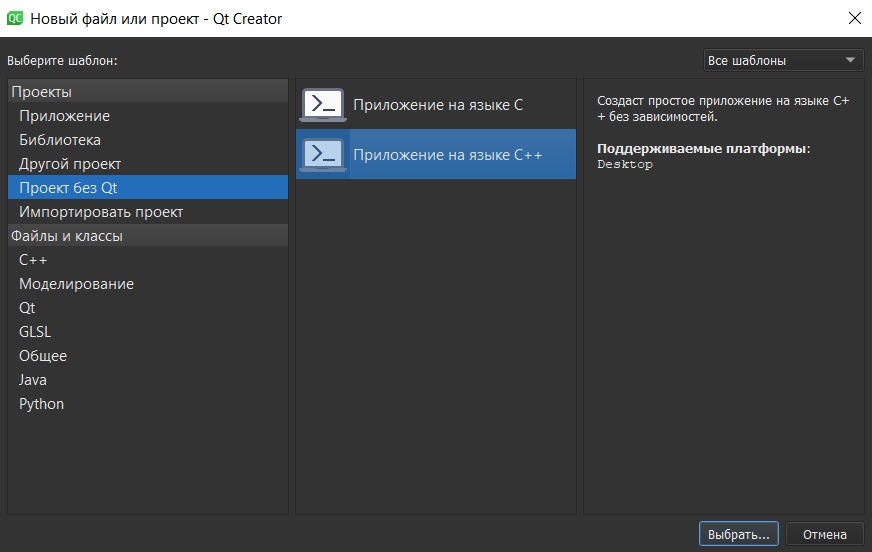 Новый файл или проект - Qt Creator
Выберите шаблон:
Все шаблоны
Проекты
Приложение
Библиотека
Другой проект
Проект без Qt
Импортировать проект
Файлы и классы
C++
Моделирование
Qt
GLSL
Общее
Java
Python
Приложение на языке C
Приложение на языке C++
Создаст простое приложение на языке C+
+ без зависимостей.
Поддерживаемые платформы:
Desktop
Выбрать...
Отмена